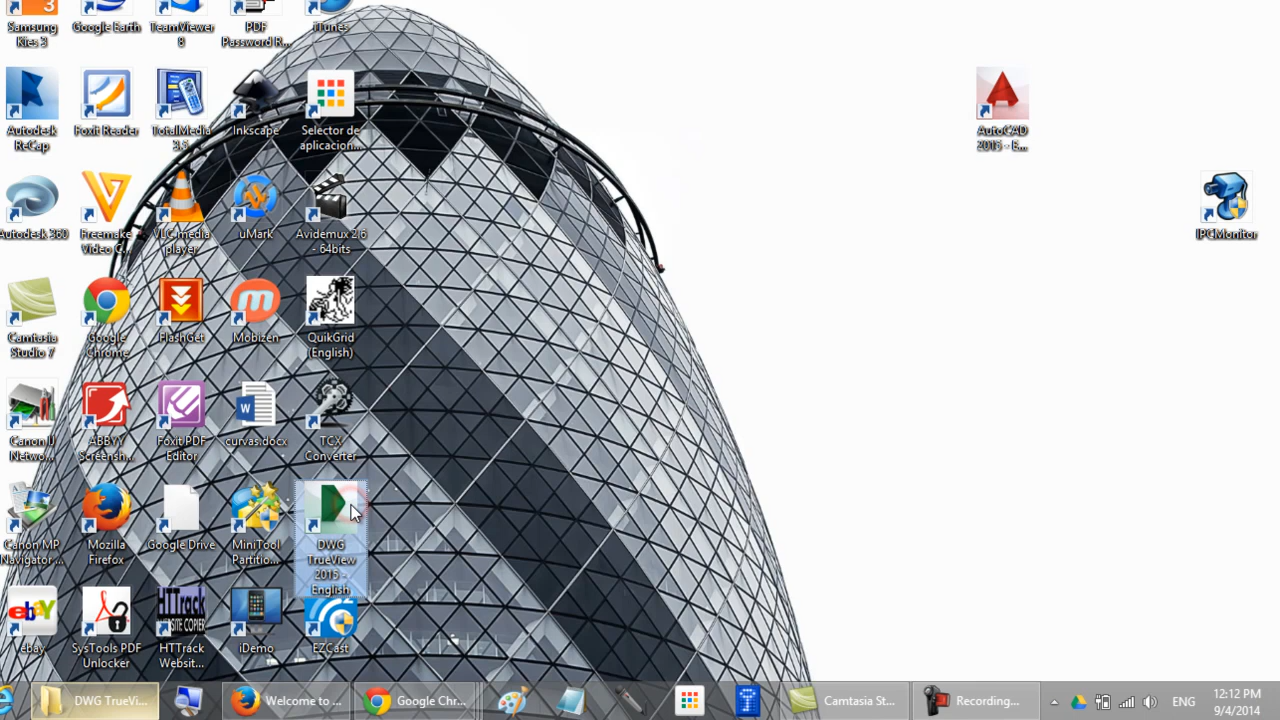 Samsung
Kies 3
Google Earth
TeamViewer
8
PDF
Password R...
iTunes
Autodesk
ReCap
Foxit Reader
TotalMedia
3.5
Inkscape
Selector de
aplicacion...
AutoCAD
2015 - E...
Autodesk 360
Freemake
Video C...
VLC media
player
uMark
Avidemux 2.6
- 64bits
IPCMonitor
Camtasia
Studio 7
Google
Chrome
FlashGet
Mobizen
QuikGrid
(English)
Canon IJ
Netwo...
ABBYY
Screensh...
Foxit PDF
Editor
curvas.docx
TCX
Converter
Canon MP
Navigator ...
Mozilla
Firefox
Google Drive
MiniTool
Partitio...
DWG
TrueView
2015 -
English
ebay
SysTools PDF
Unlocker
HTTrack
WEBSITE COPIER
HTTrack
Websit...
iDemo
EZCast
DWG TrueVi...
Welcome to ...
Google Chr...
Camtasia St...
Recording...
ENG
12:12 PM
9/4/2014